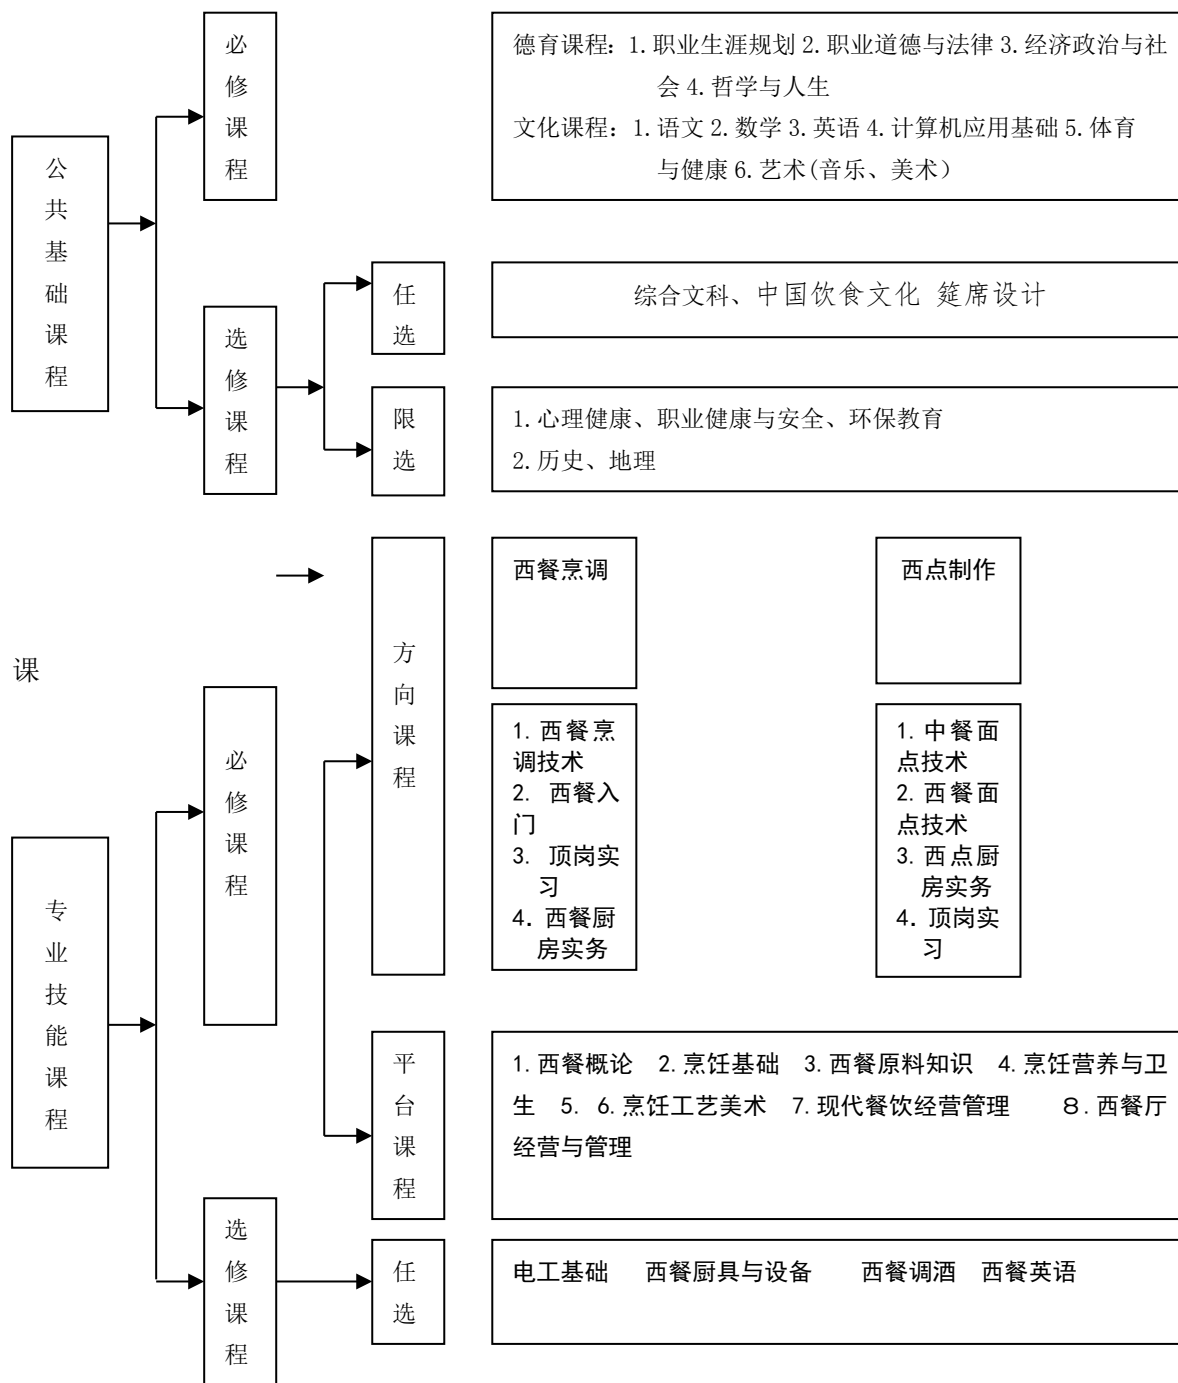 必修课程
德育课程：1.职业生涯规划 2.职业道德与法律 3.经济政治与社
会 4.哲学与人生
文化课程：1.语文 2.数学 3.英语 4.计算机应用基础 5.体育
与健康 6.艺术(音乐、美术）
公共基础课程
任选
综合文科、中国饮食文化 筵席设计
选修课程
限选
1.心理健康、职业健康与安全、环保教育
2.历史、地理
方向课程
西餐烹调
西点制作
课
必修课程
1. 西餐烹
调技术
2. 西餐入
门
3. 顶岗实
习
4. 西餐厨
房实务
1. 中餐面
点技术
2. 西餐面
点技术
3. 西点厨
房实务
4. 顶岗实
习
专业技能课程
平台课程
1.西餐概论 2.烹饪基础 3.西餐原料知识 4.烹饪营养与卫
生 5. 6.烹饪工艺美术 7.现代餐饮经营管理 ８.西餐厅
经营与管理
选修课程
任选
电工基础 西餐厨具与设备 西餐调酒 西餐英语